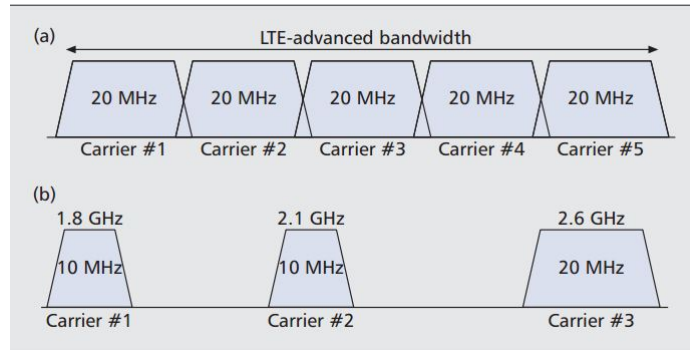 (a)
LTE-advanced bandwidth
20 MHz 20 MHz 20 MHz 20 MHz 20 MHz
Carrier #1 Carrier #2 Carrier #3 Carrier #4 Carrier #5
(b)
1.8 GHz 2.1 GHz 2.6 GHz
10 MHz 10 MHz 20 MHz
Carrier #1 Carrier #2 Carrier #3